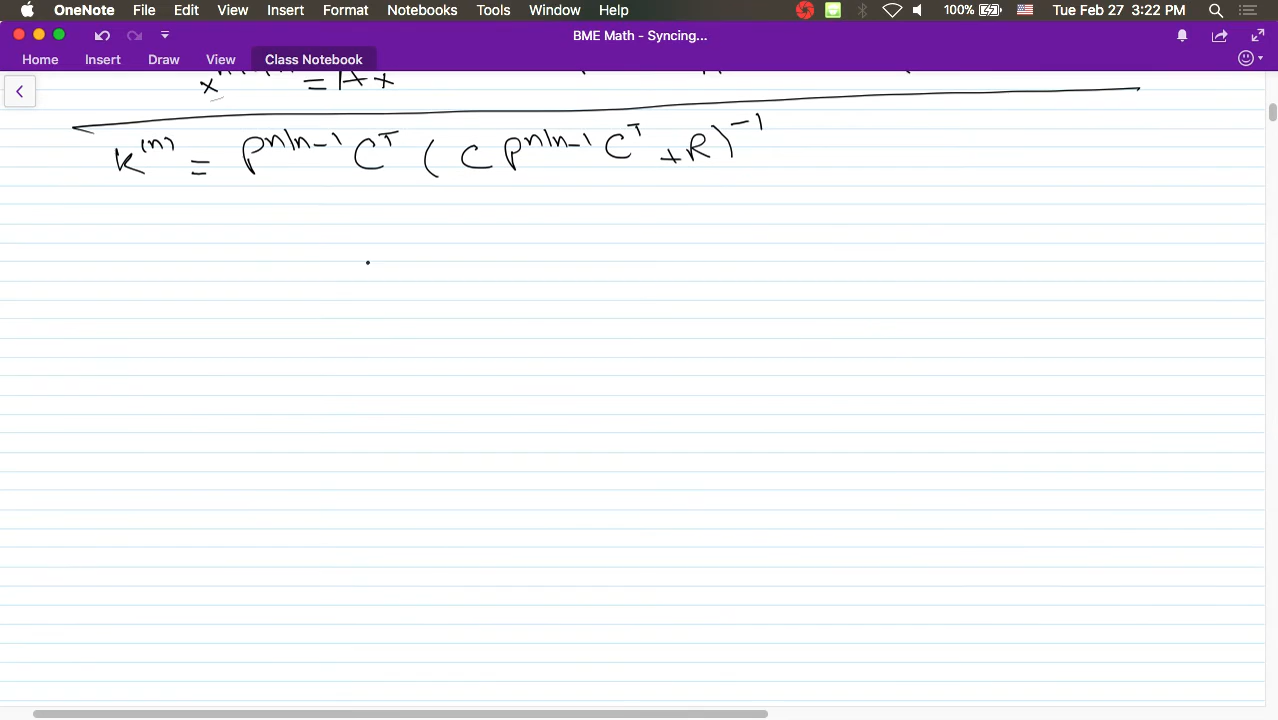 OneNote File Edit View Insert Format Notebooks Tools Window Help 100% Tue Feb 27 3:22 PM
BME Math - Syncing...
Home Insert Draw View Class Notebook
= Ax
K^(n) = P^n|n-1 C^T ( C P^n|n-1 C^T + R )^-1